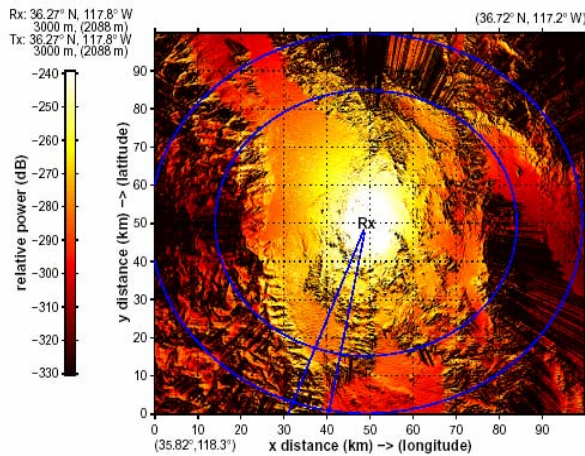 Rx: 36.27° N, 117.8° W
3000 m, (2088 m)
Tx: 36.27° N, 117.8° W
3000 m, (2088 m)
(36.72° N, 117.2° W)
−240
−250
−260
−270
−280
−290
−300
−310
−320
−330
relative power (dB)
90
80
70
60
50
40
30
20
10
0
y distance (km) −> (latitude)
Rx
0 10 20 30 40 50 60 70 80 90
(35.82°,118.3°)
x distance (km) −> (longitude)